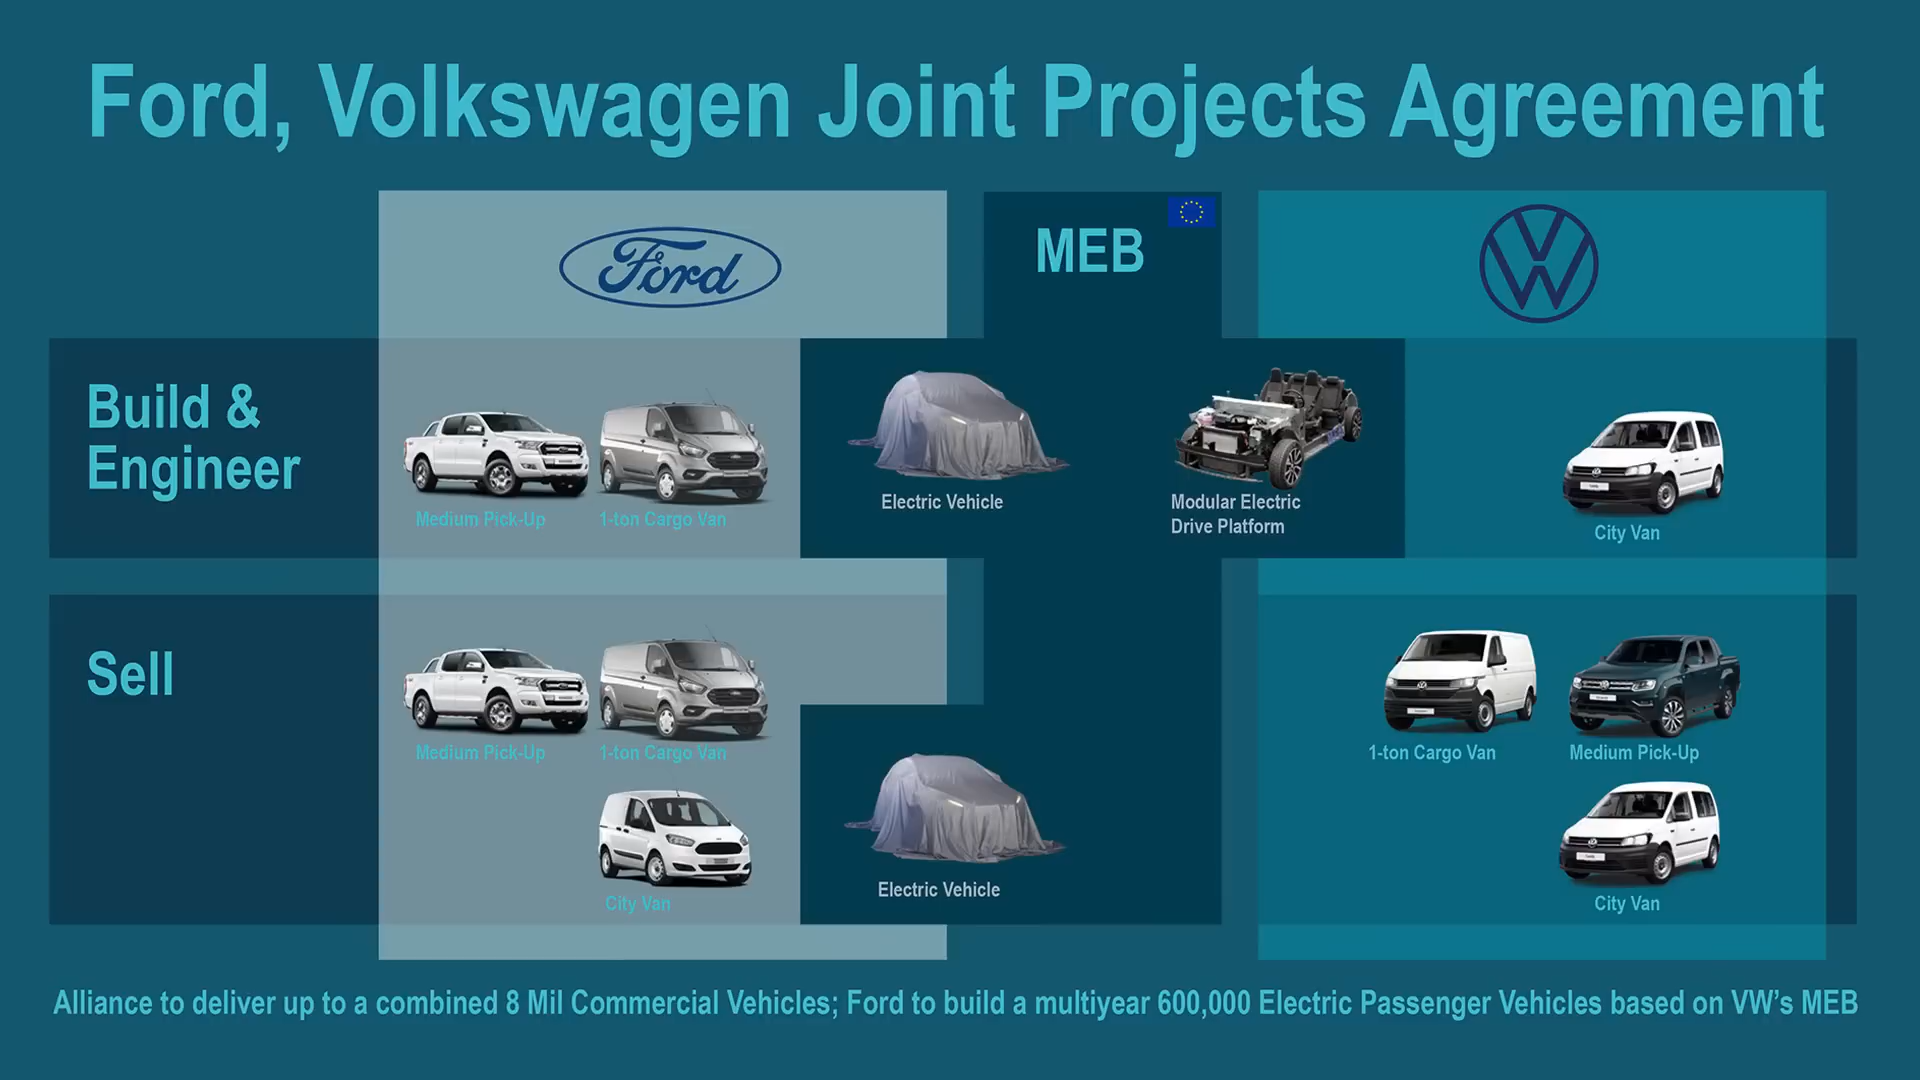 Ford, Volkswagen Joint Projects Agreement
Ford
MEB
VW
Build &
Engineer
Medium Pick-Up
1-ton Cargo Van
Electric Vehicle
Modular Electric
Drive Platform
City Van
Sell
Medium Pick-Up
1-ton Cargo Van
1-ton Cargo Van
Medium Pick-Up
Electric Vehicle
City Van
City Van
Alliance to deliver up to a combined 8 Mil Commercial Vehicles; Ford to build a multiyear 600,000 Electric Passenger Vehicles based on VW's MEB